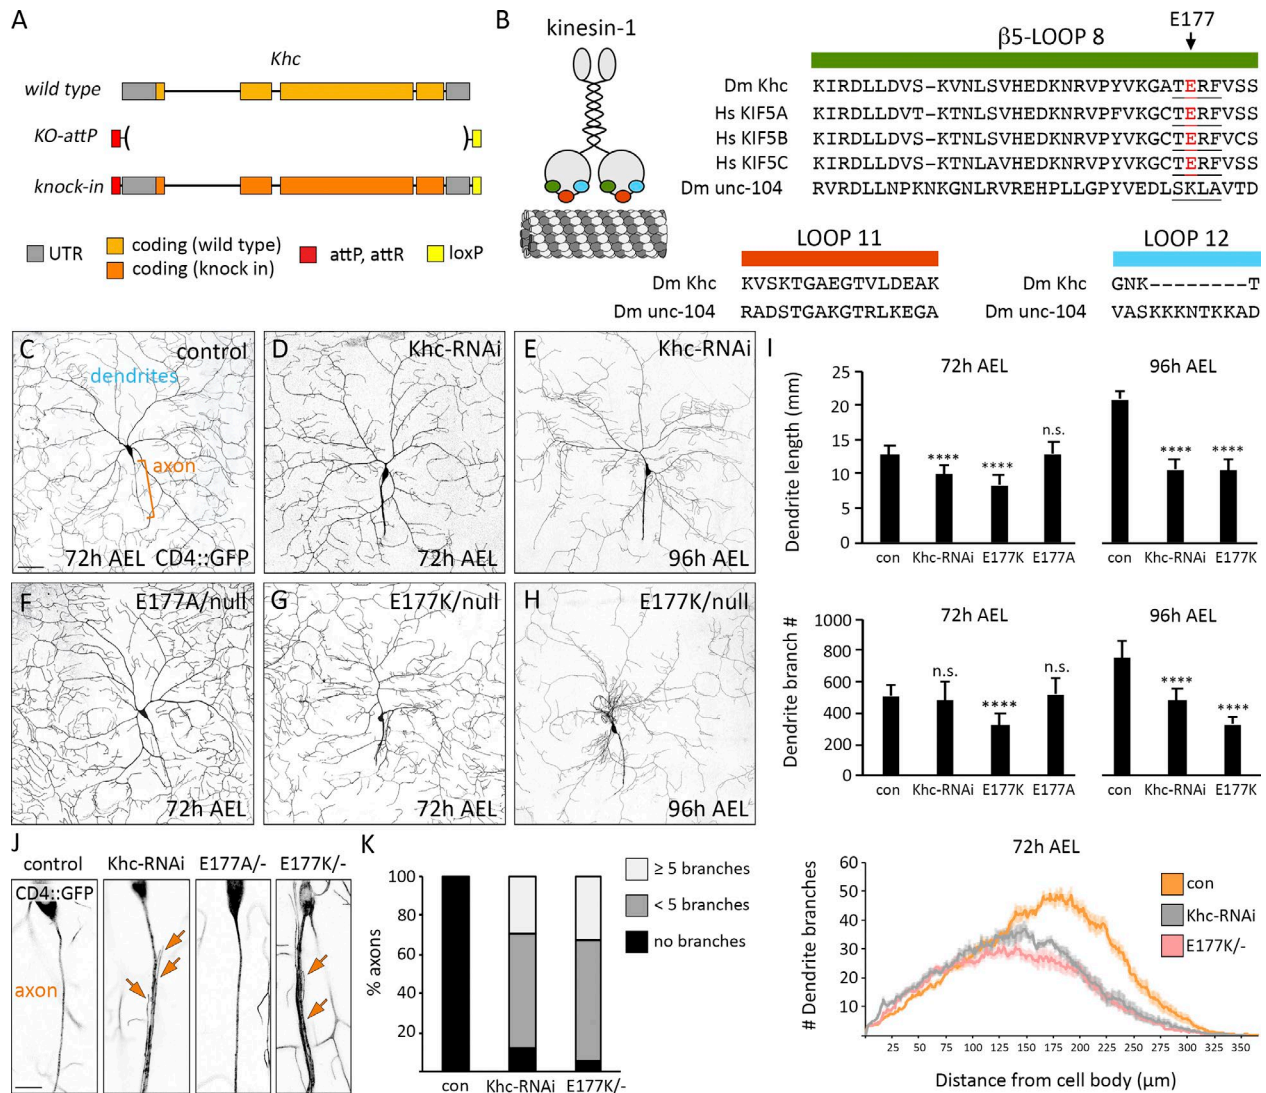 A
Khc
wild type
KO-attP
knock-in
UTR
coding (wild type)
coding (knock in)
attP, attR
loxP
B
kinesin-1
E177
β5-LOOP 8
Dm Khc KIRDLLDVS-KVNLSVHEDKNRVPYVKGATERFVSS
Hs KIF5A KIRDLLDVT-KTNLSVHEDKNRVPFVKGCTERFVSS
Hs KIF5B KIRDLLDVS-KTNLSVHEDKNRVPYVKGCTERFVCS
Hs KIF5C KIRDLLDVS-KTNLAVHEDKNRVPYVKGCTERFVSS
Dm unc-104 RVRDLLNPKNKGNLRVREHPLLGPYVEDLSKLAVTD
LOOP 11
Dm Khc KVSKTGAEGTVLDEAK
Dm unc-104 RADSTGAKGTRLKEGA
LOOP 12
Dm Khc GNK--------T
Dm unc-104 VASKKKNTKKAD
C
control
dendrites
axon
72h AEL CD4::GFP
D
Khc-RNAi
72h AEL
E
Khc-RNAi
96h AEL
F
E177A/null
72h AEL
G
E177K/null
72h AEL
H
E177K/null
96h AEL
I
72h AEL
96h AEL
Dendrite length (mm)
25
20
15
10
5
0
**** **** n.s.
**** ****
con Khc-RNAi E177K E177A
con Khc-RNAi E177K
72h AEL
96h AEL
Dendrite branch #
1000
800
600
400
200
0
n.s. **** n.s.
**** ****
con Khc-RNAi E177K E177A
con Khc-RNAi E177K
72h AEL
# Dendrite branches
60
50
40
30
20
10
con
Khc-RNAi
E177K/-
25 50 75 100 125 150 175 200 225 250 275 300 325 350
Distance from cell body (µm)
J
control Khc-RNAi E177A/- E177K/-
CD4::GFP
axon
K
% axons
100
80
60
40
20
≥ 5 branches
< 5 branches
no branches
con Khc-RNAi E177K/-